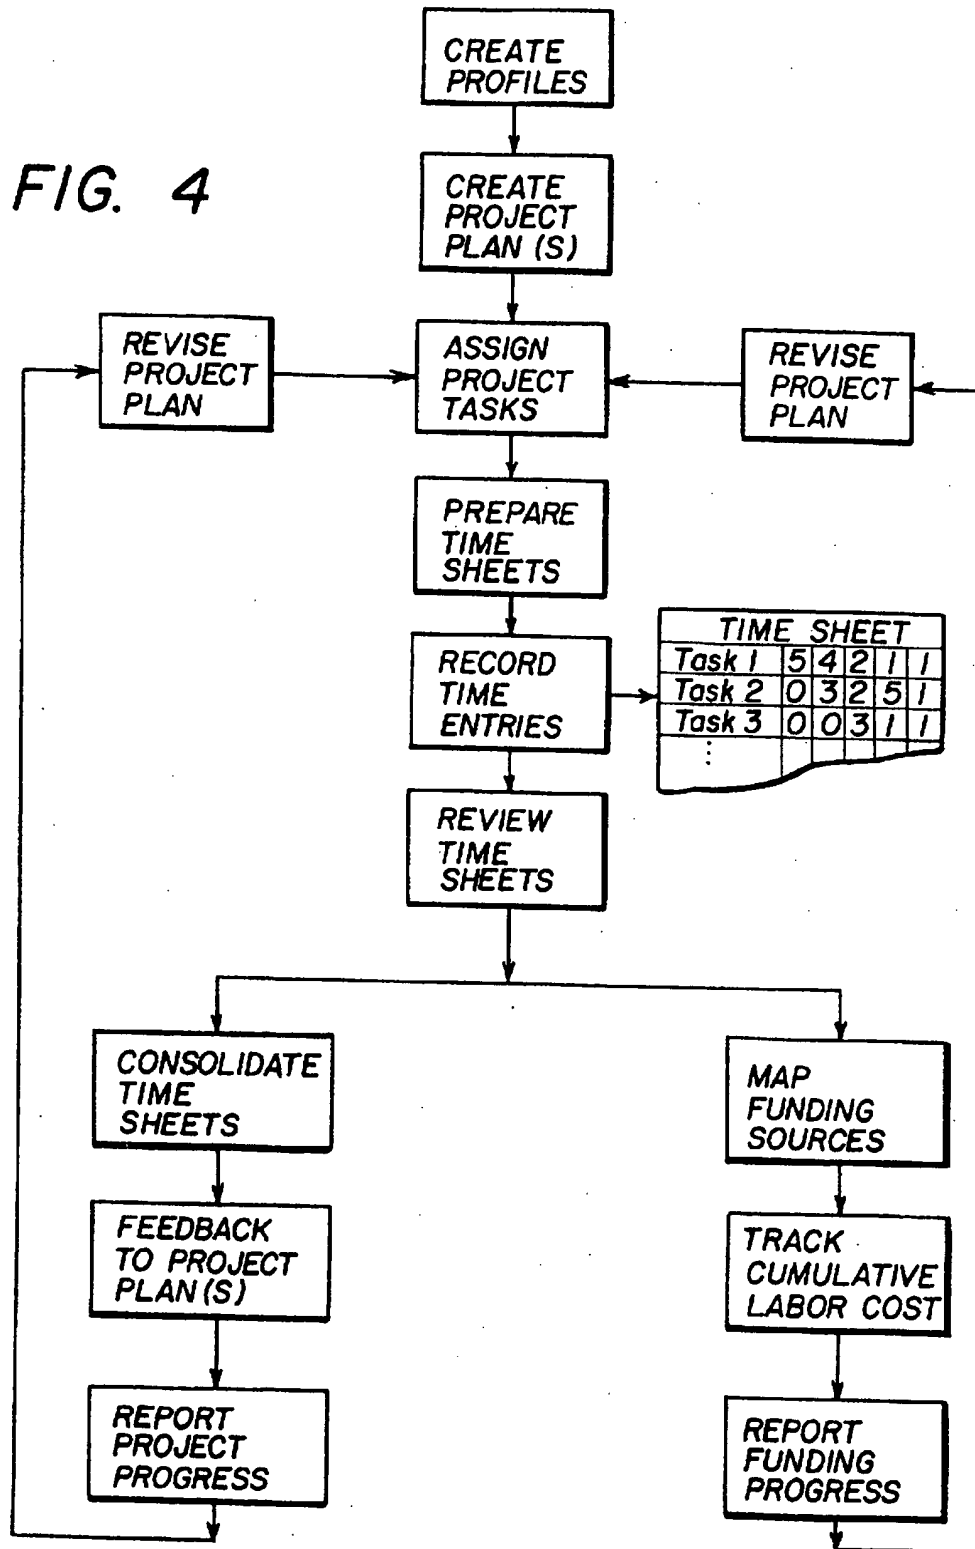 CREATE
PROFILES
FIG. 4
CREATE
PROJECT
PLAN (S)
REVISE
PROJECT
PLAN
ASSIGN
PROJECT
TASKS
REVISE
PROJECT
PLAN
PREPARE
TIME
SHEETS
RECORD
TIME
ENTRIES
TIME SHEET
Task 1 5 4 2 1 1
Task 2 0 3 2 5 1
Task 3 0 0 3 1 1
⋮
REVIEW
TIME
SHEETS
CONSOLIDATE
TIME
SHEETS
MAP
FUNDING
SOURCES
FEEDBACK
TO PROJECT
PLAN (S)
TRACK
CUMULATIVE
LABOR COST
REPORT
PROJECT
PROGRESS
REPORT
FUNDING
PROGRESS